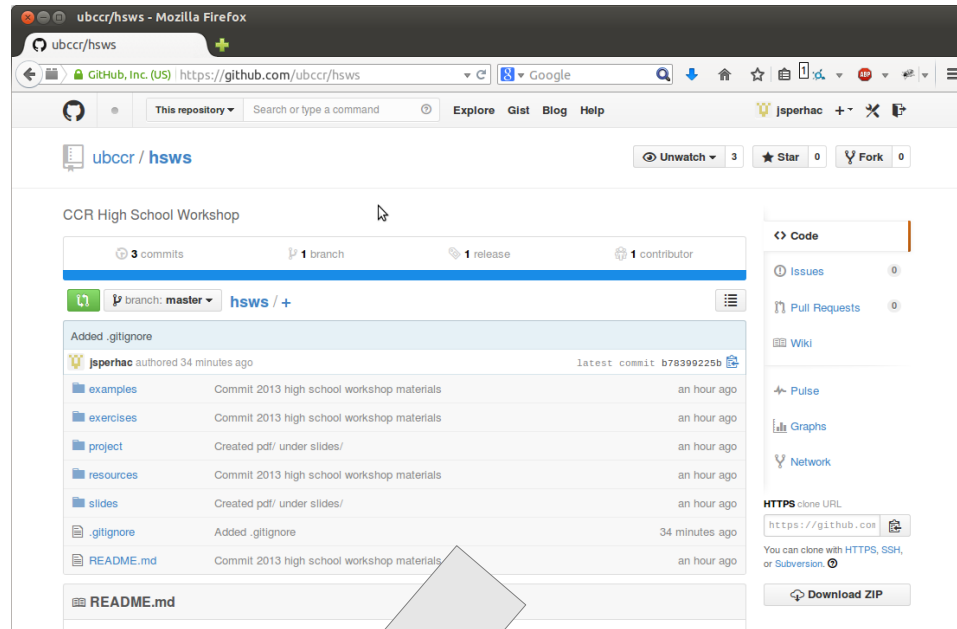 ubccr/hsws - Mozilla Firefox
ubccr/hsws
GitHub, Inc. (US) https://github.com/ubccr/hsws
Google
1
ABP
This repository Search or type a command Explore Gist Blog Help jsperhac
ubccr / hsws Unwatch 3 Star 0 Fork 0
CCR High School Workshop
3 commits 1 branch 1 release 1 contributor
branch: master hsws / +
Added .gitignore
jsperhac authored 34 minutes ago latest commit b78399225b
examples Commit 2013 high school workshop materials an hour ago
exercises Commit 2013 high school workshop materials an hour ago
project Created pdf/ under slides/ an hour ago
resources Commit 2013 high school workshop materials an hour ago
slides Created pdf/ under slides/ an hour ago
.gitignore Added .gitignore 34 minutes ago
README.md Commit 2013 high school workshop materials an hour ago
README.md
Code
Issues 0
Pull Requests 0
Wiki
Pulse
Graphs
Network
HTTPS clone URL
https://github.com
You can clone with HTTPS, SSH,
or Subversion.
Download ZIP